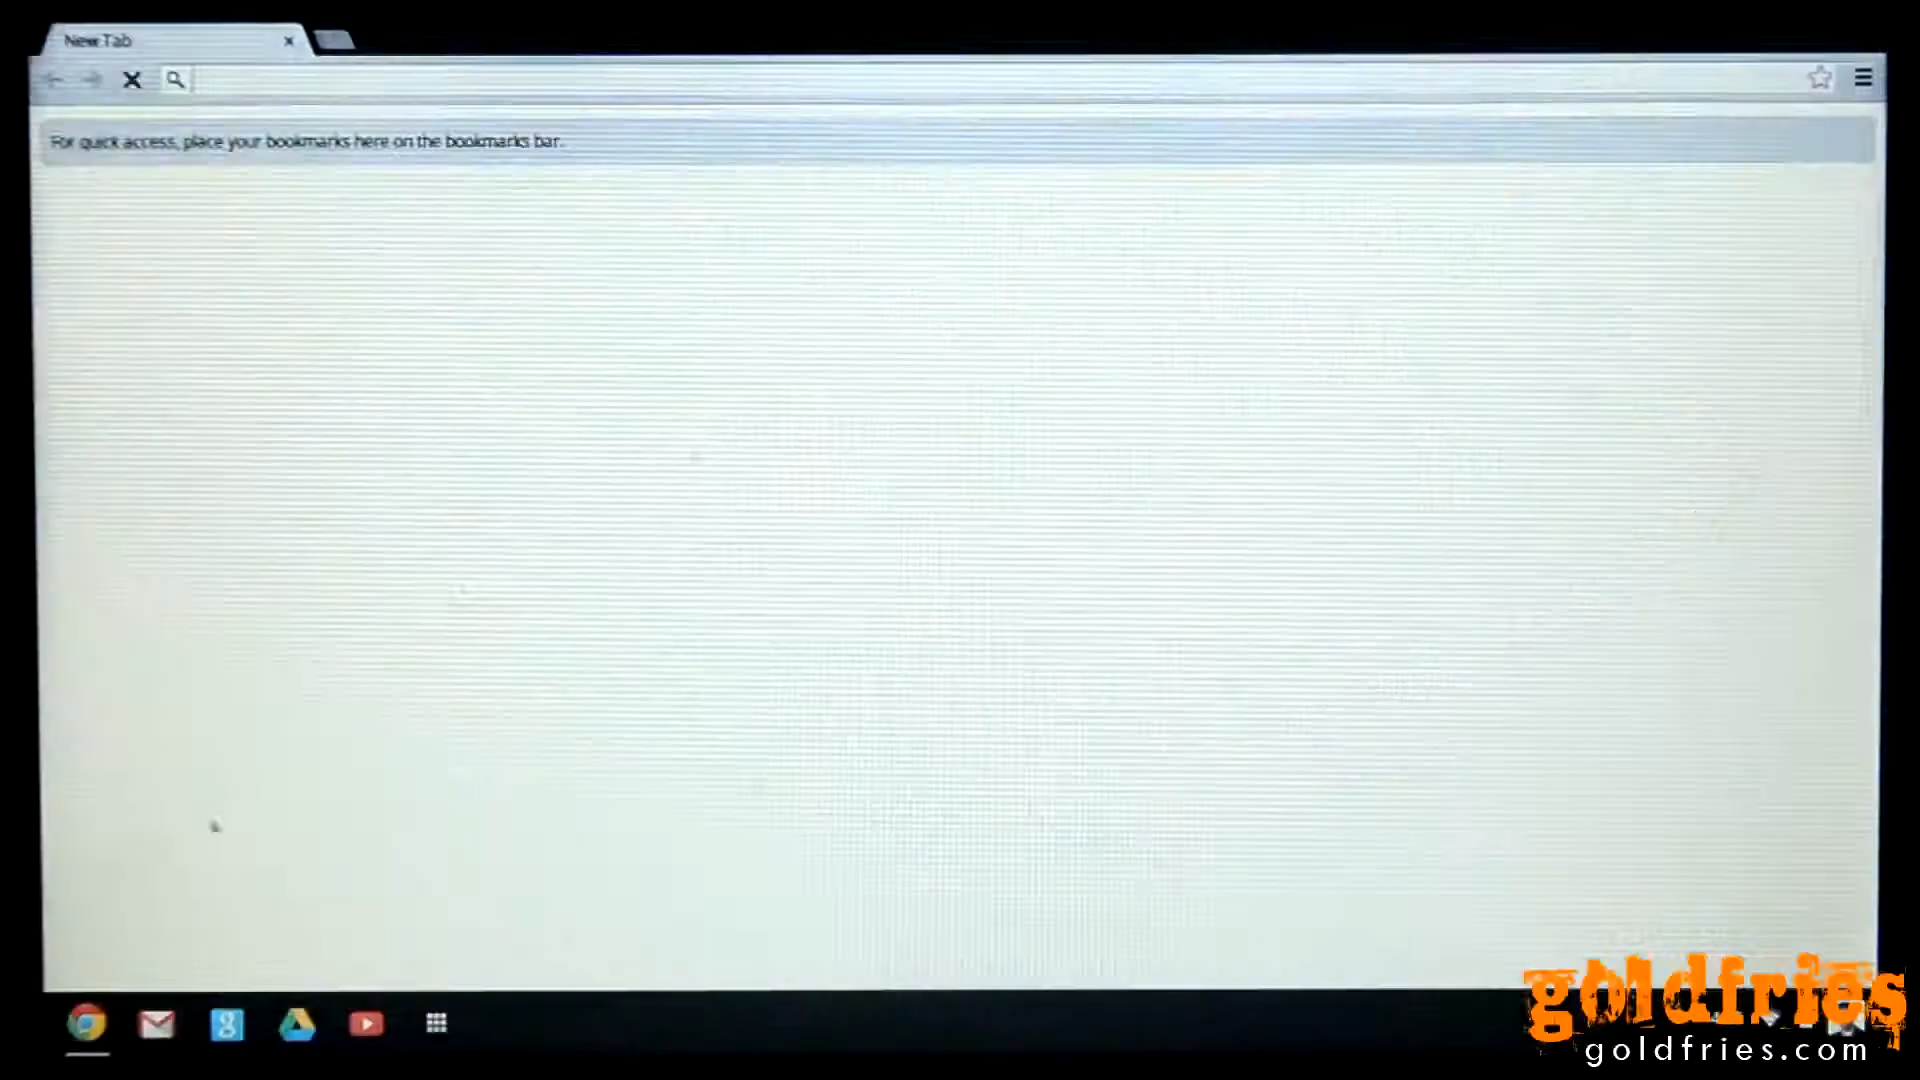 New Tab
For quick access, place your bookmarks here on the bookmarks bar.
g
goldfries
goldfries.com